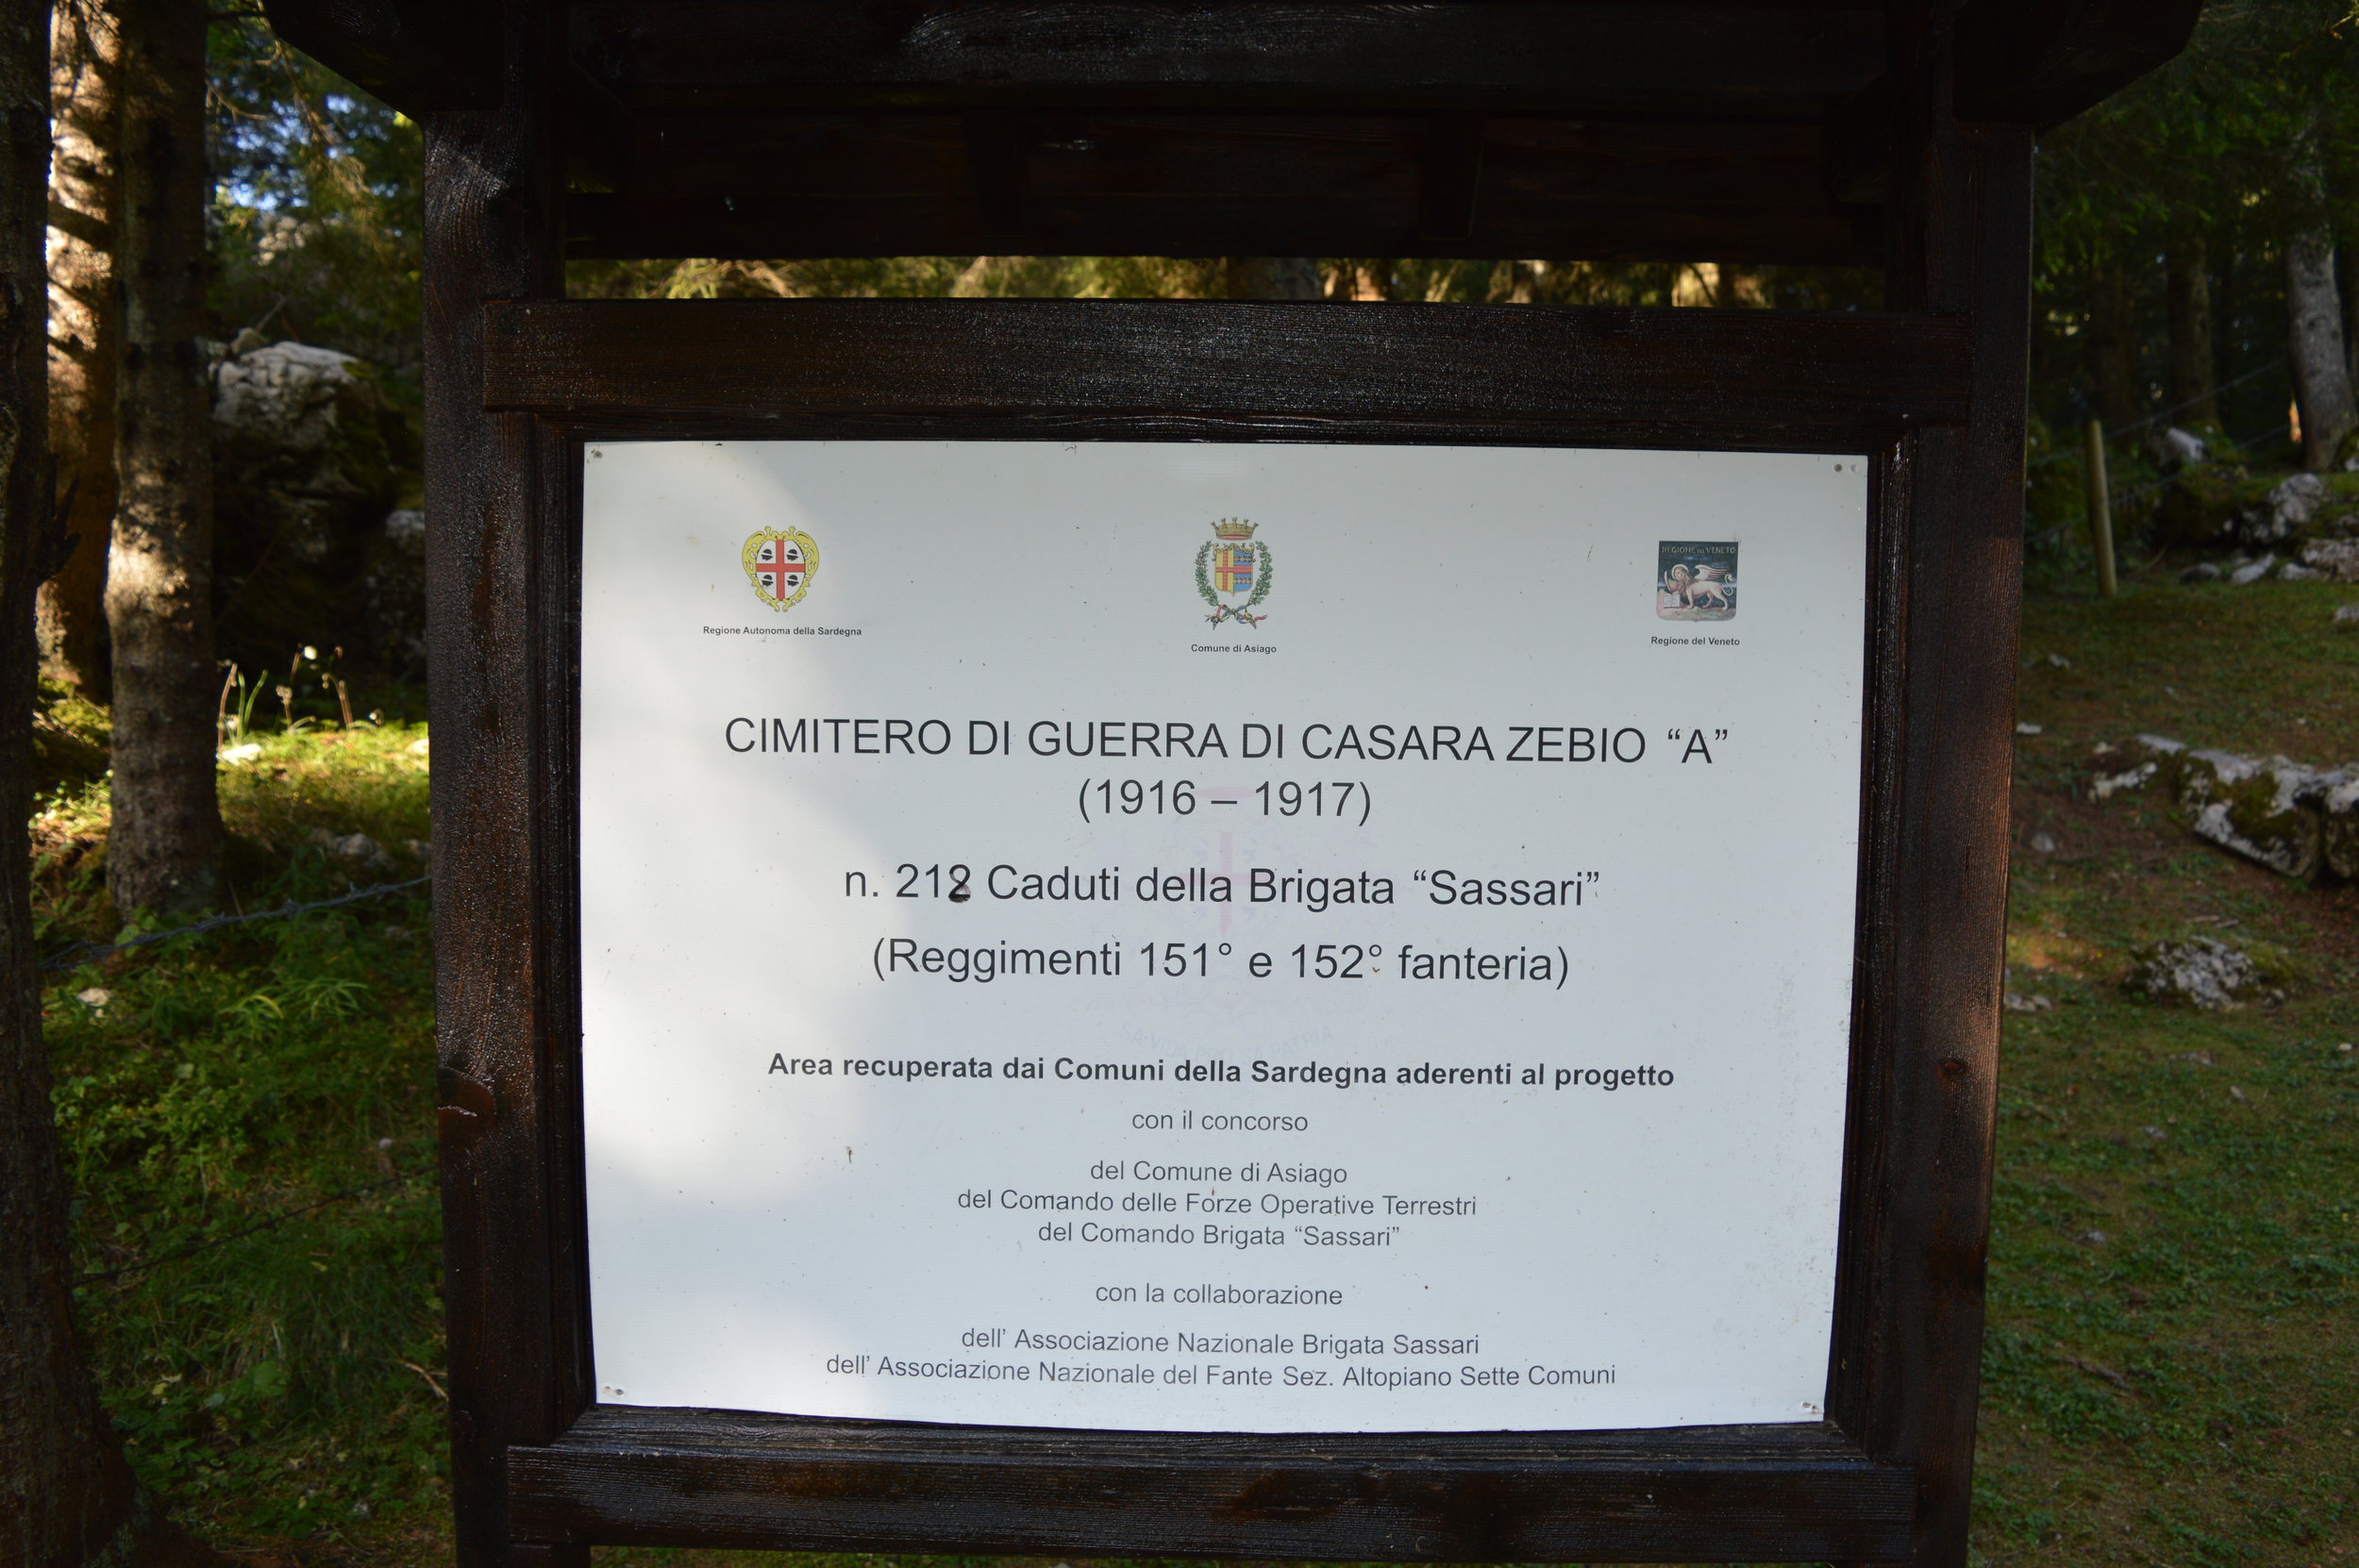 REGIONE DEL VENETO
Regione Autonoma della Sardegna
Comune di Asiago
Regione del Veneto
CIMITERO DI GUERRA DI CASARA ZEBIO “A”
(1916 – 1917)
n. 212 Caduti della Brigata “Sassari”
(Reggimenti 151° e 152° fanteria)
Area recuperata dai Comuni della Sardegna aderenti al progetto
con il concorso
del Comune di Asiago
del Comando delle Forze Operative Terrestri
del Comando Brigata “Sassari”
con la collaborazione
dell’ Associazione Nazionale Brigata Sassari
dell’ Associazione Nazionale del Fante Sez. Altopiano Sette Comuni